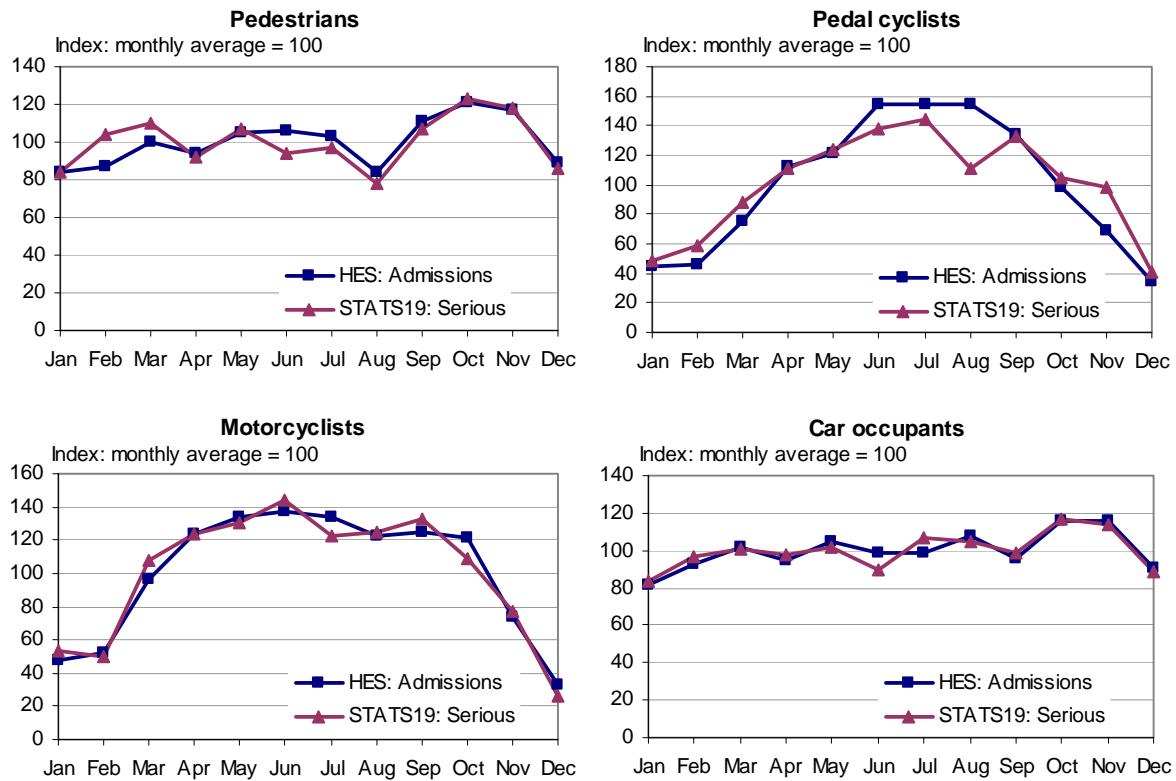 Pedestrians
Index: monthly average = 100
140
120
100
80
60
40
20
0
HES: Admissions
STATS19: Serious
Jan Feb Mar Apr May Jun Jul Aug Sep Oct Nov Dec
Pedal cyclists
Index: monthly average = 100
180
160
140
120
100
80
60
40
20
0
HES: Admissions
STATS19: Serious
Jan Feb Mar Apr May Jun Jul Aug Sep Oct Nov Dec
Motorcyclists
Index: monthly average = 100
160
140
120
100
80
60
40
20
0
HES: Admissions
STATS19: Serious
Jan Feb Mar Apr May Jun Jul Aug Sep Oct Nov Dec
Car occupants
Index: monthly average = 100
140
120
100
80
60
40
20
0
HES: Admissions
STATS19: Serious
Jan Feb Mar Apr May Jun Jul Aug Sep Oct Nov Dec